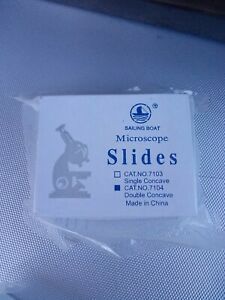 ®
SAILING BOAT
Microscope
Slides
CAT.NO.7103
Single Concave
CAT.NO.7104
Double Concave
Made in China